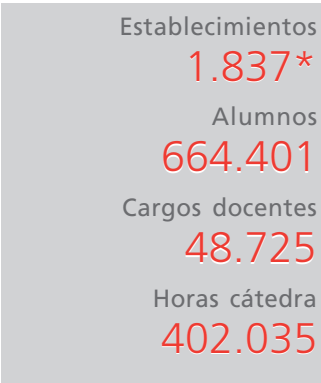 Establecimientos
1.837*
Alumnos
664.401
Cargos docentes
48.725
Horas cátedra
402.035